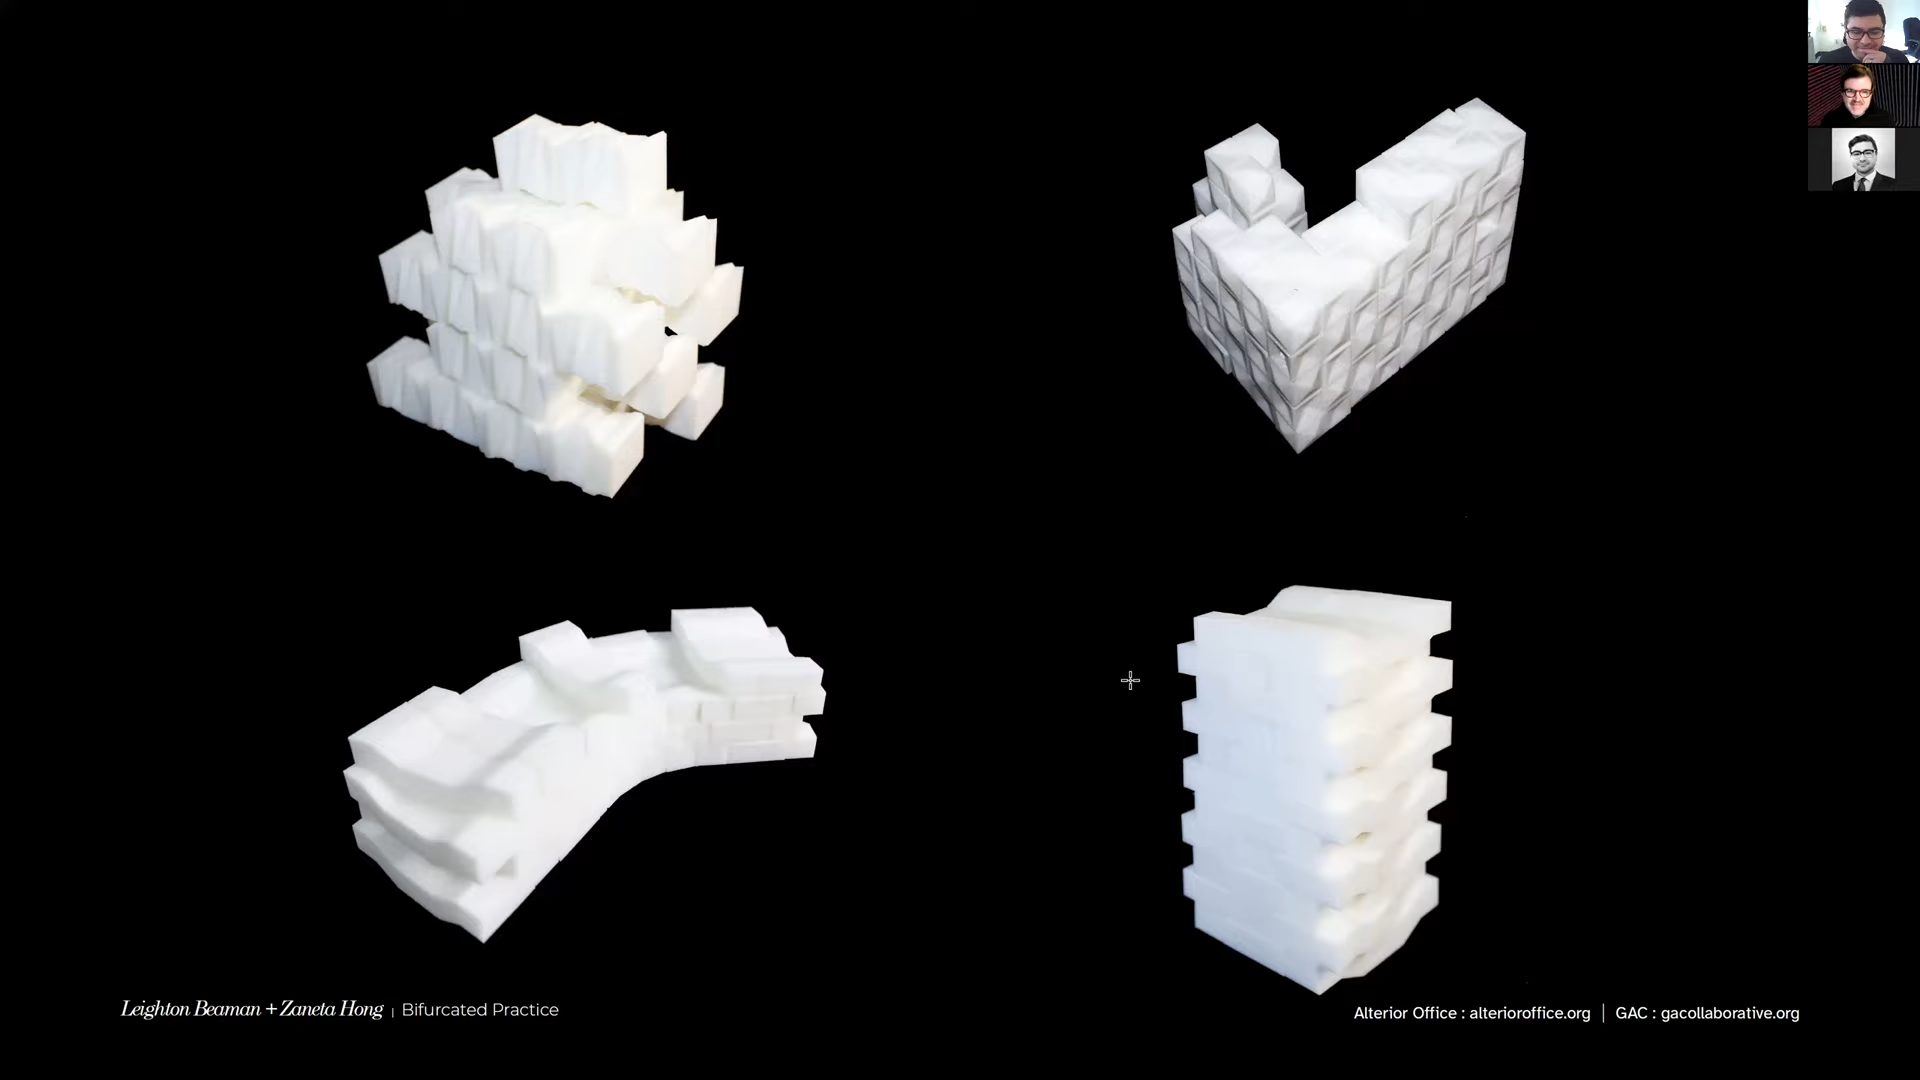 Leighton Beaman + Zaneta Hong | Bifurcated Practice
Alterior Office : alterioroffice.org | GAC : gacollaborative.org